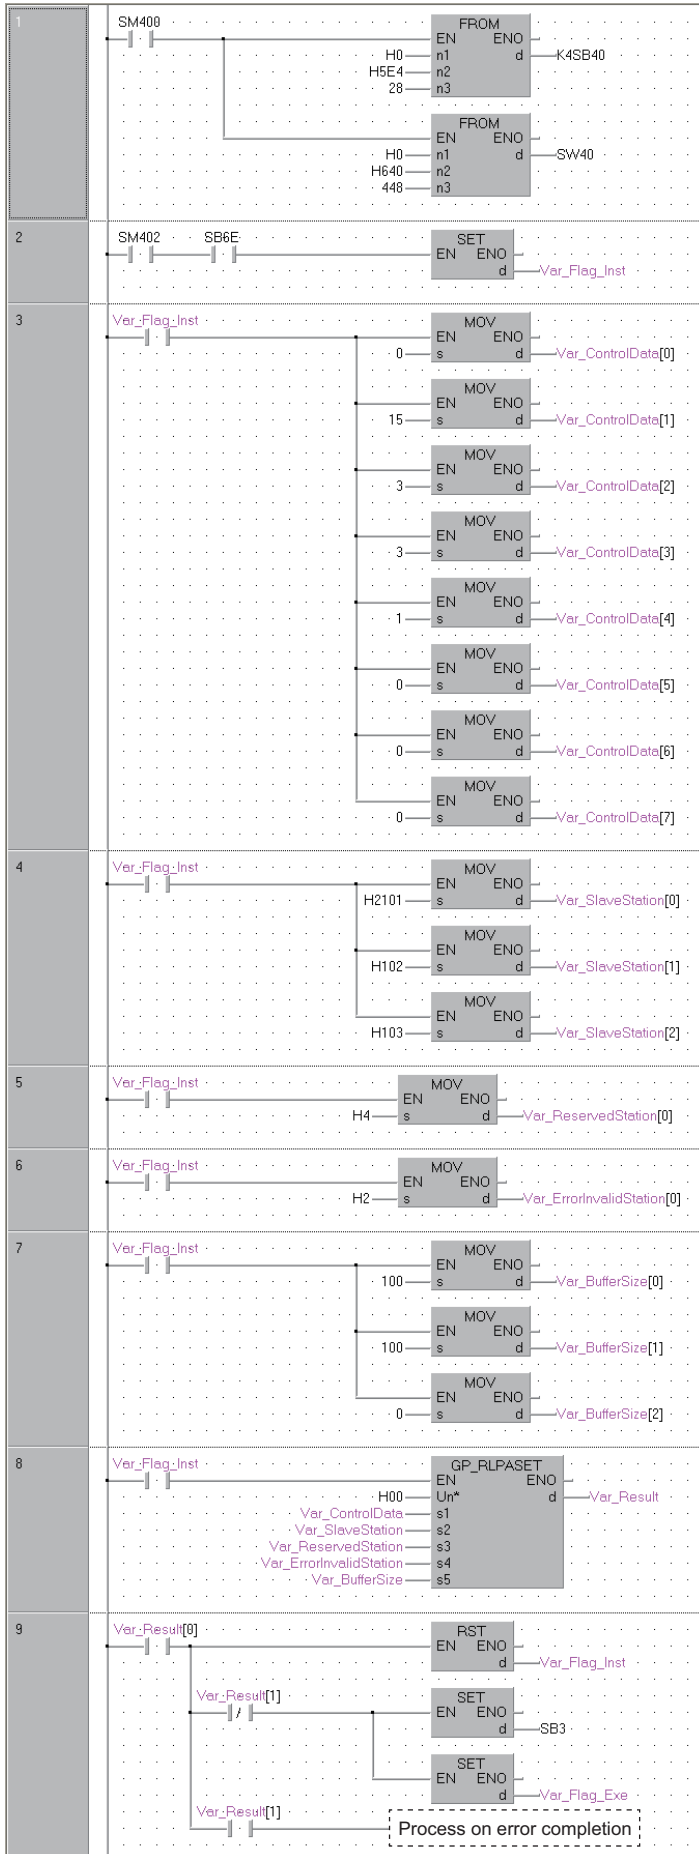 1
SM400
FROM
EN ENO
H0 n1 d K4SB40
H5E4 n2
28 n3
FROM
EN ENO
H0 n1 d SW40
H640 n2
448 n3
2
SM402 SB6E
SET
EN ENO
d Var_Flag_Inst
3
Var_Flag_Inst
MOV
EN ENO
0 s d Var_ControlData[0]
MOV
EN ENO
15 s d Var_ControlData[1]
MOV
EN ENO
3 s d Var_ControlData[2]
MOV
EN ENO
3 s d Var_ControlData[3]
MOV
EN ENO
1 s d Var_ControlData[4]
MOV
EN ENO
0 s d Var_ControlData[5]
MOV
EN ENO
0 s d Var_ControlData[6]
MOV
EN ENO
0 s d Var_ControlData[7]
4
Var_Flag_Inst
MOV
EN ENO
H2101 s d Var_SlaveStation[0]
MOV
EN ENO
H102 s d Var_SlaveStation[1]
MOV
EN ENO
H103 s d Var_SlaveStation[2]
5
Var_Flag_Inst
MOV
EN ENO
H4 s d Var_ReservedStation[0]
6
Var_Flag_Inst
MOV
EN ENO
H2 s d Var_ErrorInvalidStation[0]
7
Var_Flag_Inst
MOV
EN ENO
100 s d Var_BufferSize[0]
MOV
EN ENO
100 s d Var_BufferSize[1]
MOV
EN ENO
0 s d Var_BufferSize[2]
8
Var_Flag_Inst
GP_RLPASET
EN ENO
H00 Un* d Var_Result
Var_ControlData s1
Var_SlaveStation s2
Var_ReservedStation s3
Var_ErrorInvalidStation s4
Var_BufferSize s5
9
Var_Result[0]
RST
EN ENO
d Var_Flag_Inst
Var_Result[1]
SET
EN ENO
d SB3
SET
EN ENO
d Var_Flag_Exe
Var_Result[1]
Process on error completion